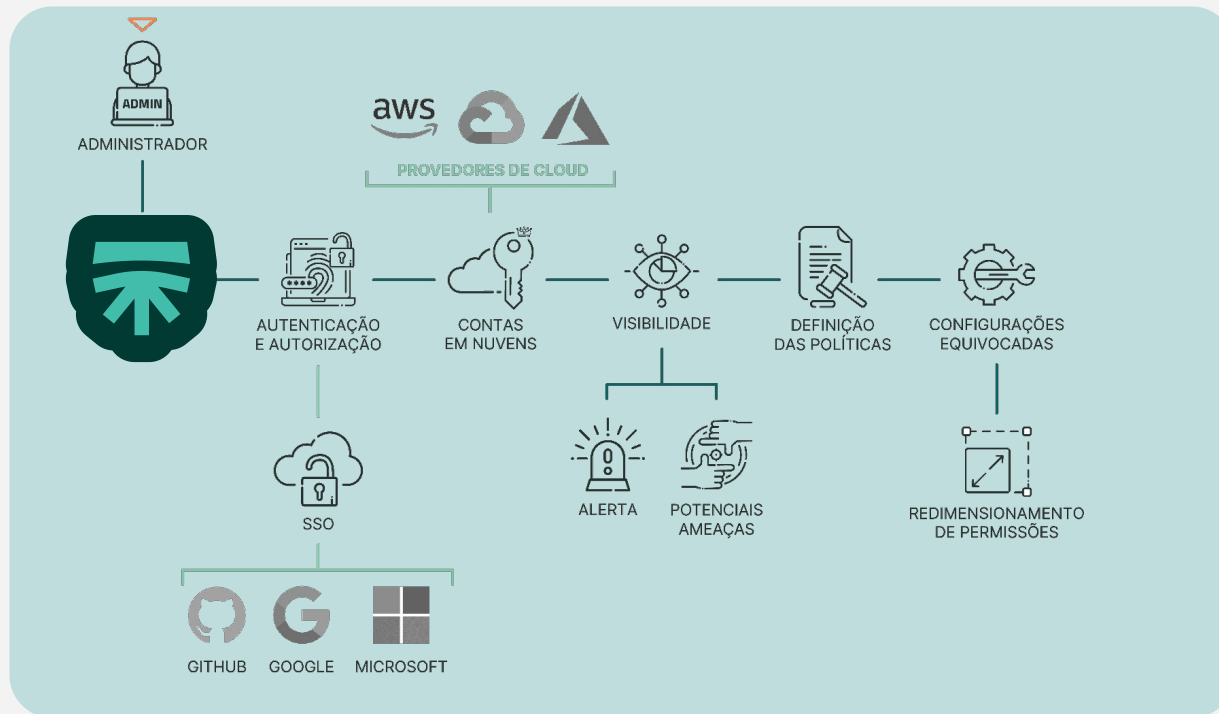 ADMIN
ADMINISTRADOR
aws
PROVEDORES DE CLOUD
AUTENTICAÇÃO
E AUTORIZAÇÃO
CONTAS
EM NUVENS
VISIBILIDADE
DEFINIÇÃO
DAS POLÍTICAS
CONFIGURAÇÕES
EQUIVOCADAS
SSO
ALERTA
POTENCIAIS
AMEAÇAS
REDIMENSIONAMENTO
DE PERMISSÕES
GITHUB
GOOGLE
MICROSOFT